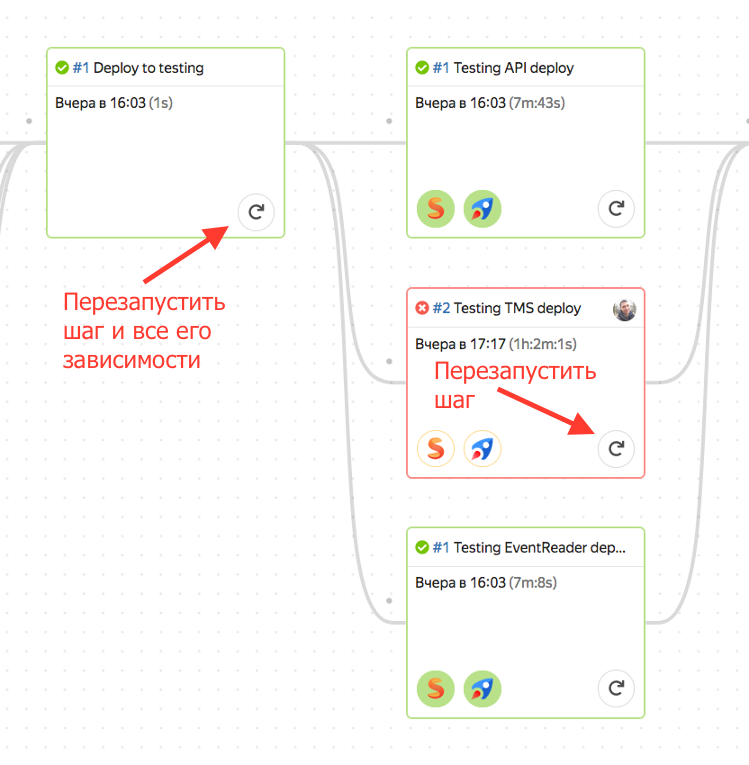 #1 Deploy to testing
Вчера в 16:03 (1s)
Перезапустить
шаг и все его
зависимости
#1 Testing API deploy
Вчера в 16:03 (7m:43s)
#2 Testing TMS deploy
Вчера в 17:17 (1h:2m:1s)
Перезапустить
шаг
#1 Testing EventReader dep...
Вчера в 16:03 (7m:8s)